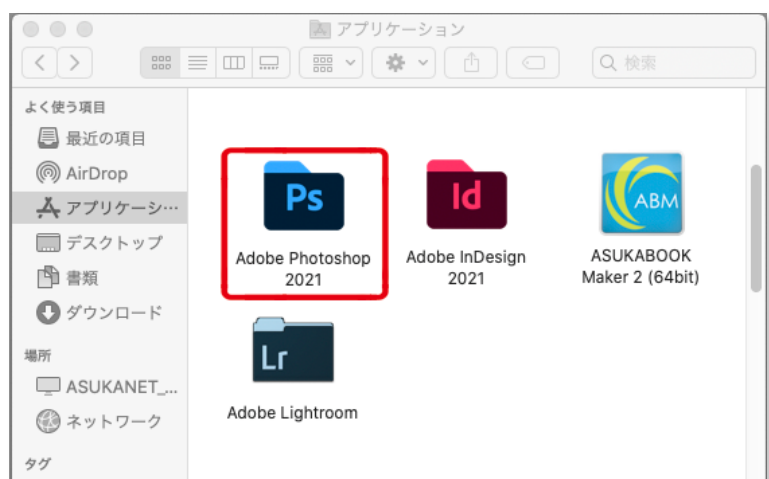 アプリケーション
検索
よく使う項目
最近の項目
AirDrop
アプリケーシ…
デスクトップ
書類
ダウンロード
場所
ASUKANET_...
ネットワーク
タグ
Ps
Adobe Photoshop
2021
Id
Adobe InDesign
2021
ABM
ASUKABOOK
Maker 2 (64bit)
Lr
Adobe Lightroom